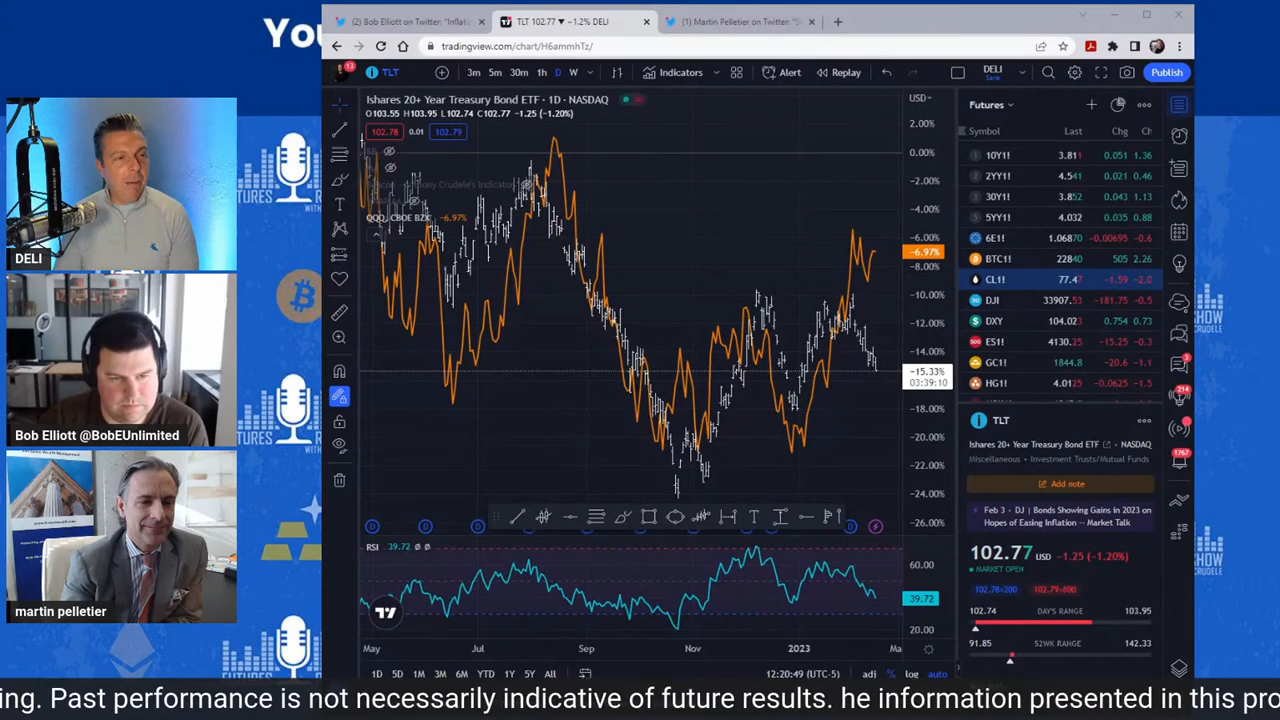 You
(2) Bob Elliott on Twitter: "Inflati
TLT 102.77 ▼ −1.2% DELI
(1) Martin Pelletier on Twitter: "S
tradingview.com/chart/H6ammhTz/
13
TLT
3m 5m 30m 1h D W
Indicators
Alert
Replay
DELI
Save
Publish
Ishares 20+ Year Treasury Bond ETF · 1D · NASDAQ
O103.55 H103.95 L102.74 C102.77 −1.25 (−1.20%)
102.78 0.01 102.79
QQQ, CBOE BZX −6.97%
USD
2.00%
0.00%
−2.00%
−4.00%
−6.00%
−6.97%
−8.00%
−10.00%
−12.00%
−14.00%
−15.33%
03:39:10
−18.00%
−20.00%
−22.00%
−24.00%
−26.00%
RSI 39.72 ø ø
60.00
39.72
20.00
May Jul Sep Nov 2023 Ma
1D 5D 1M 3M 6M YTD 1Y 5Y All
12:20:49 (UTC-5) adj % log auto
Futures
Symbol Last Chg Ch
10Y1! 3.811 0.051 1.36
2YY1! 4.541 0.021 0.46
30Y1! 3.852 0.043 1.13
5YY1! 4.032 0.035 0.88
6E1! 1.06870 −0.00695 −0.6
BTC1! 22840 505 2.26
CL1! 77.47 −1.59 −2.0
DJI 33907.53 −181.75 −0.5
DXY 104.023 0.754 0.73
ES1! 4130.25 −15.25 −0.3
GC1! 1844.8 −20.6 −1.1
HG1! 4.0125 −0.0625 −1.5
TLT
Ishares 20+ Year Treasury Bond ETF NASDAQ
Miscellaneous • Investment Trusts/Mutual Funds
Add note
Feb 3 • DJ | Bonds Showing Gains in 2023 on
Hopes of Easing Inflation -- Market Talk
102.77 USD −1.25 (−1.20%)
MARKET OPEN
102.78×200 102.79×600
102.74 DAY'S RANGE 103.95
91.85 52WK RANGE 142.33
3
214
1767
DELI
Bob Elliott @BobEUnlimited
martin pelletier
SHOW
ing. Past performance is not necessarily indicative of future results. he information presented in this pro